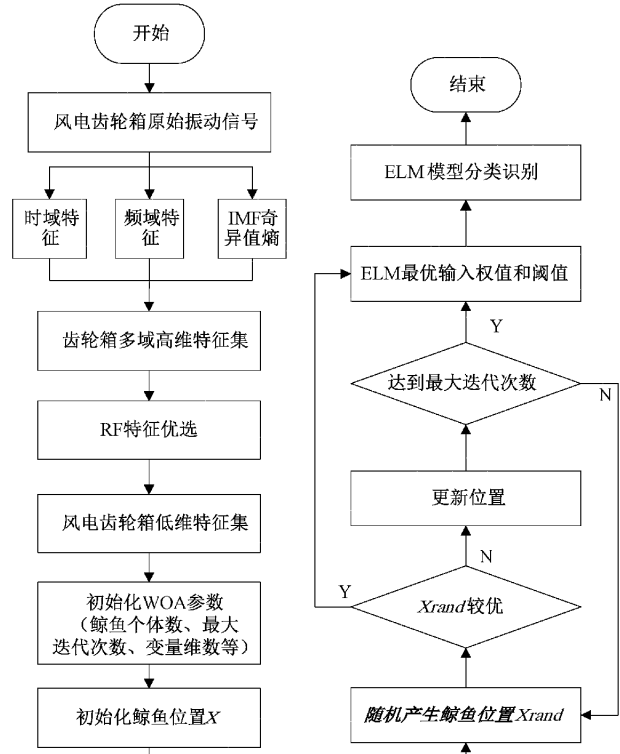 开始
风电齿轮箱原始振动信号
时域特
征
频域特
征
IMF奇
异值熵
齿轮箱多域高维特征集
RF特征优选
风电齿轮箱低维特征集
初始化WOA参数
（鲸鱼个体数、最大
迭代次数、变量维数等）
初始化鲸鱼位置X
结束
ELM 模型分类识别
ELM最优输入权值和阈值
Y
达到最大迭代次数
N
更新位置
N
Y
Xrand较优
随机产生鲸鱼位置Xrand